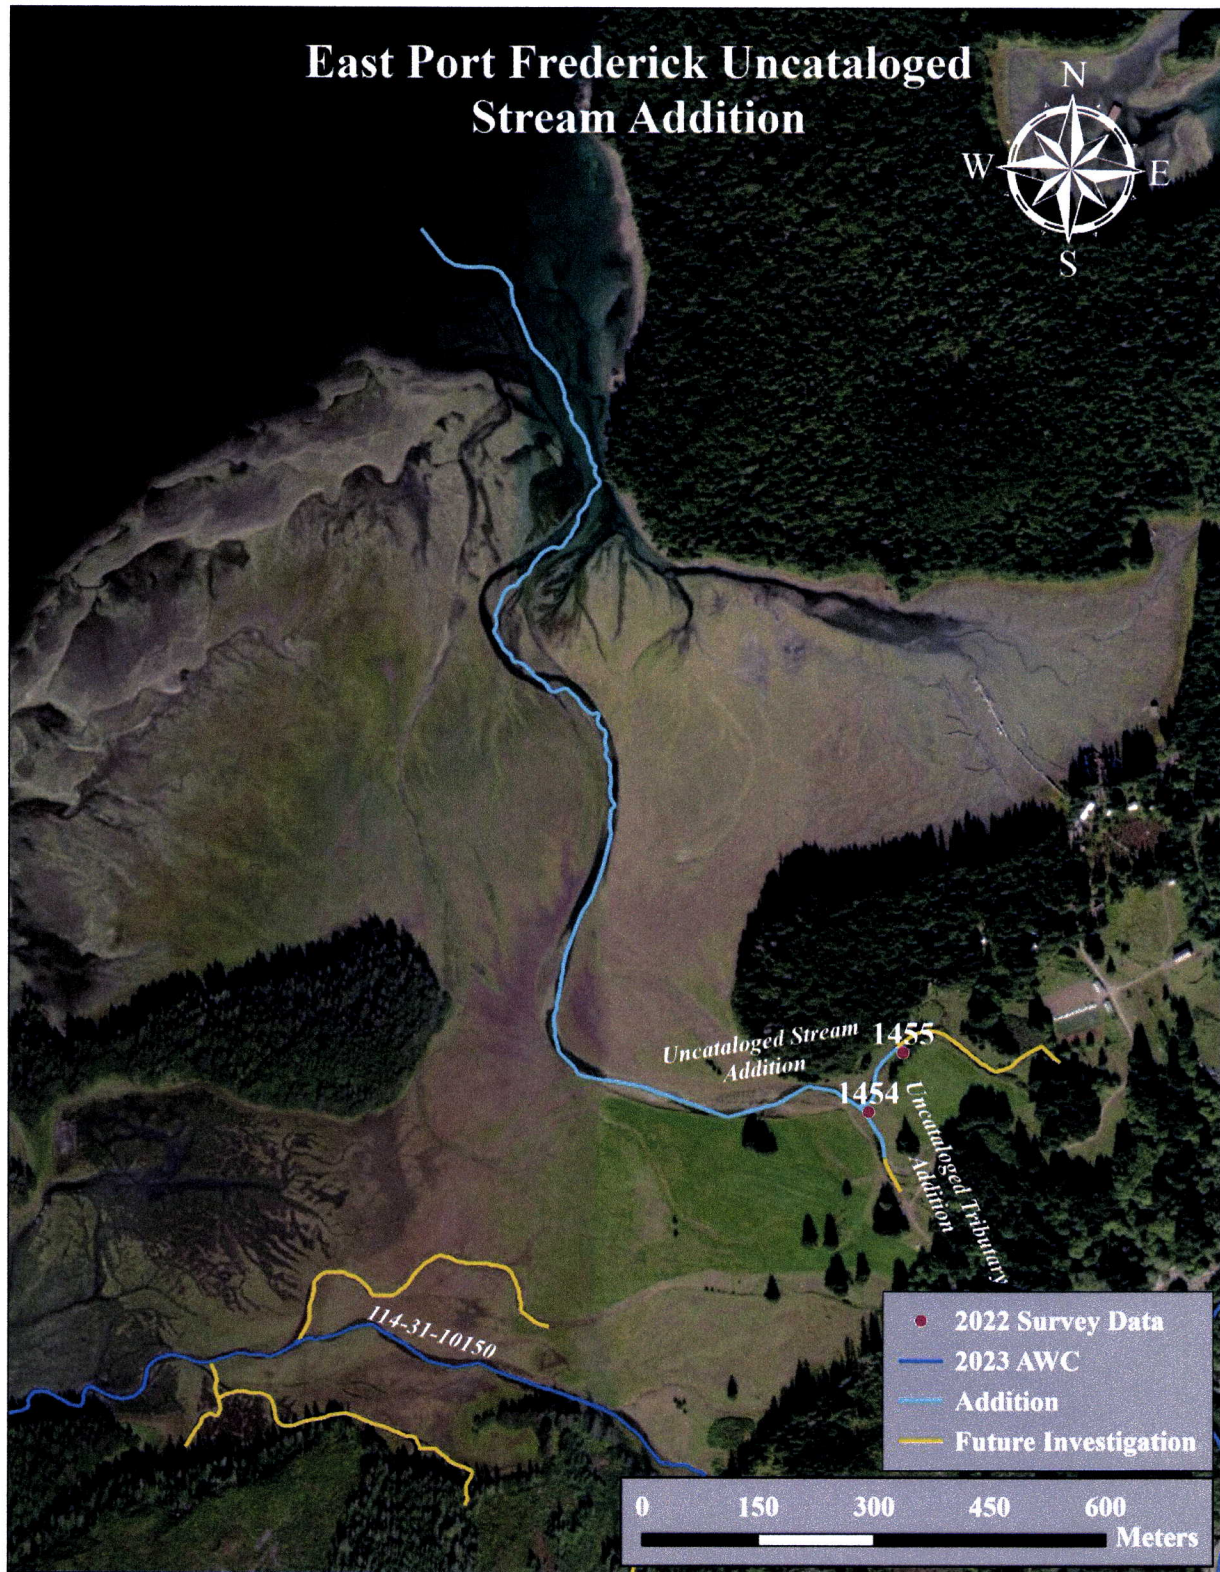 East Port Frederick Uncataloged
Stream Addition
N
W
E
S
Uncataloged Stream
Addition
1455
1454
Uncataloged Tributary
Addition
114-31-10150
2022 Survey Data
2023 AWC
Addition
Future Investigation
0 150 300 450 600
Meters